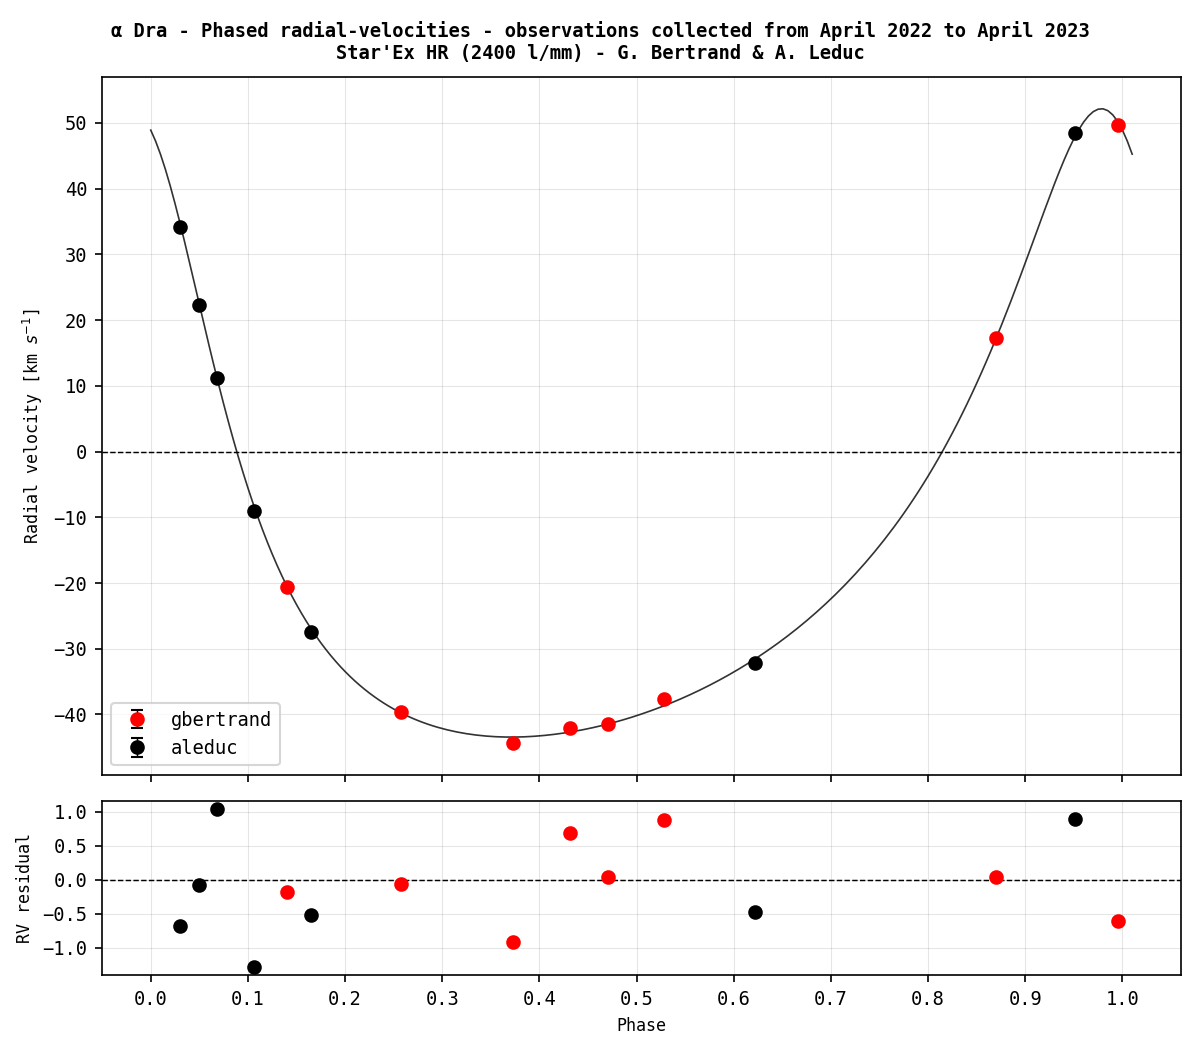 α Dra - Phased radial-velocities - observations collected from April 2022 to April 2023
Star'Ex HR (2400 l/mm) - G. Bertrand & A. Leduc
Radial velocity [km s⁻¹]
50
40
30
20
10
0
−10
−20
−30
−40
gbertrand
aleduc
RV residual
1.0
0.5
0.0
−0.5
−1.0
0.0 0.1 0.2 0.3 0.4 0.5 0.6 0.7 0.8 0.9 1.0
Phase